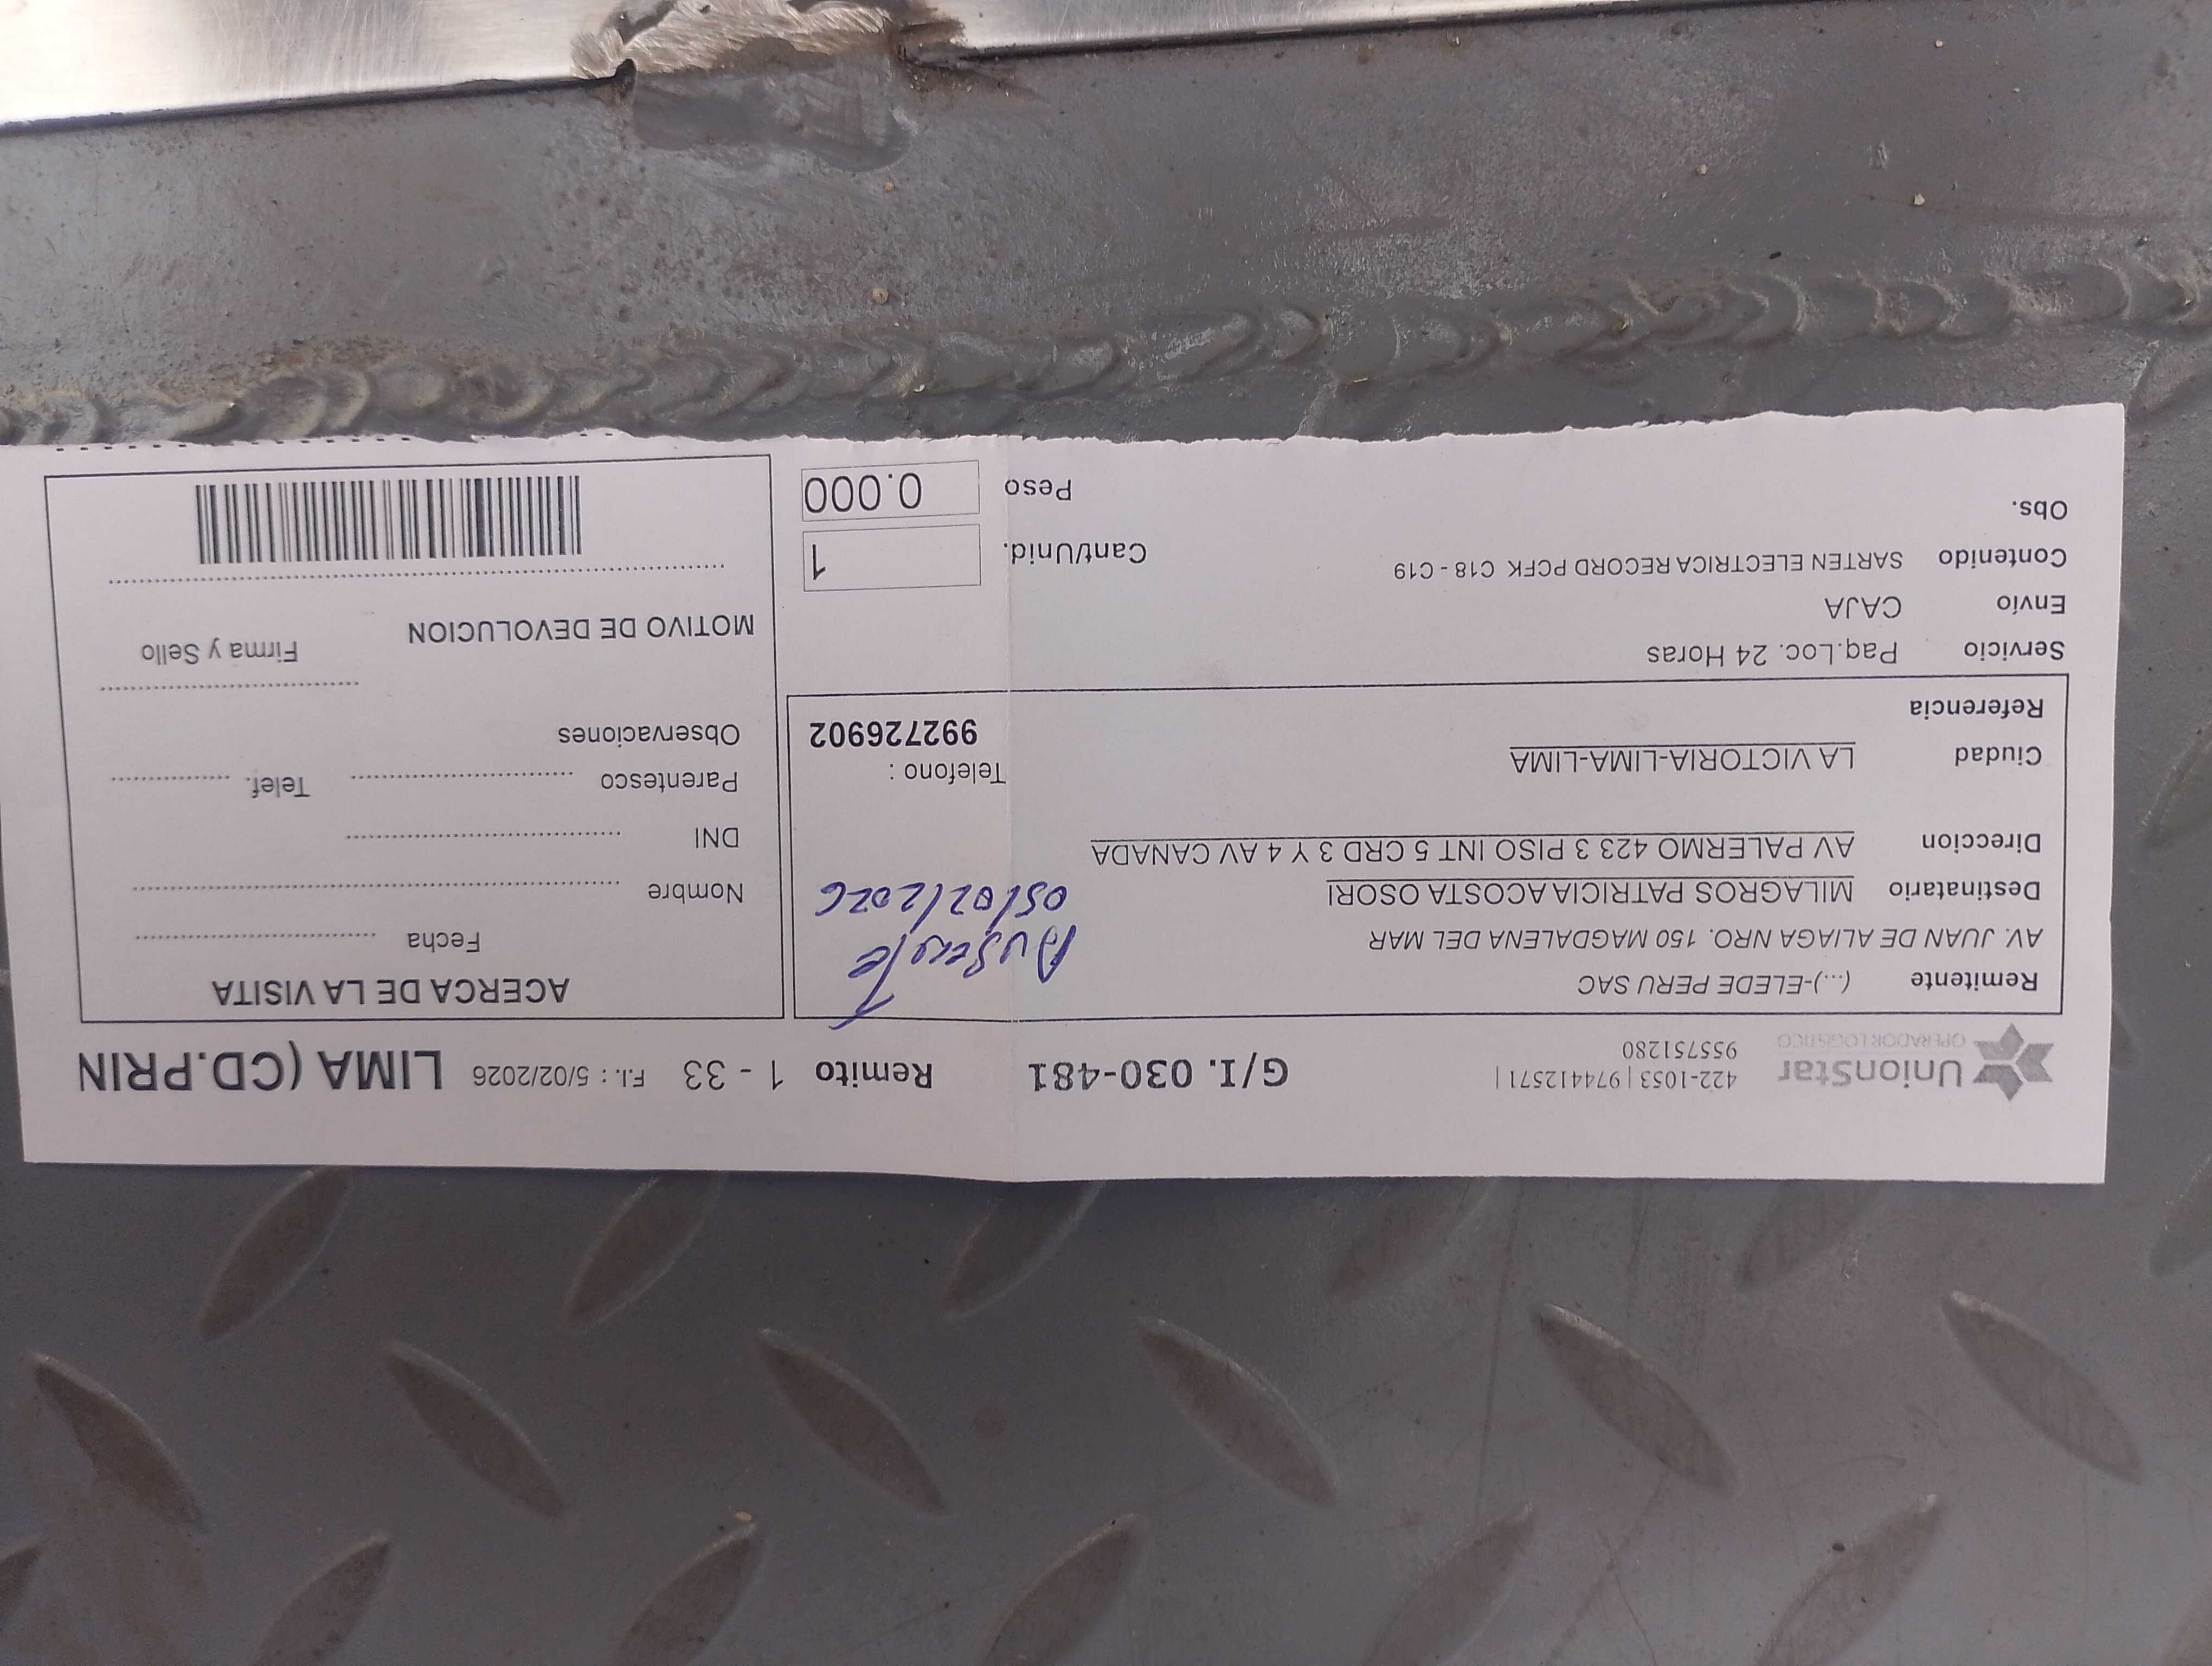 UnionStar
OPERADOR LOGISTICO
422-1053 | 974412571 |
955751280
G/I. 030-481
Remito 1 - 33 F.I. : 5/02/2026 LIMA (CD.PRIN
Remitente (...)-ELEDE PERU SAC
AV. JUAN DE ALIAGA NRO. 150 MAGDALENA DEL MAR
Ausente
05/02/2026
Destinatario MILAGROS PATRICIA ACOSTA OSORI
Direccion AV PALERMO 423 3 PISO INT 5 CRD 3 Y 4 AV CANADA
Ciudad LA VICTORIA-LIMA-LIMA
Telefono :
992726902
Referencia
Servicio Paq.Loc. 24 Horas
Envío CAJA
Contenido SARTEN ELECTRICA RECORD PCFK C18 - C19
Obs.
Cant/Unid. 1
Peso 0.000
ACERCA DE LA VISITA
Fecha
Nombre
DNI
Parentesco Telef.
Observaciones
Firma y Sello
MOTIVO DE DEVOLUCION